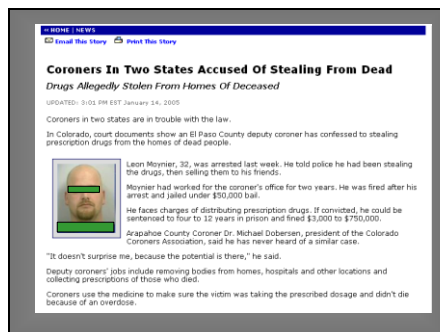 « HOME | NEWS
Email This Story Print This Story
Coroners In Two States Accused Of Stealing From Dead
Drugs Allegedly Stolen From Homes Of Deceased
UPDATED: 3:01 PM EST January 14, 2005
Coroners in two states are in trouble with the law.
In Colorado, court documents show an El Paso County deputy coroner has confessed to stealing
prescription drugs from the homes of dead people.
Leon Moynier, 32, was arrested last week. He told police he had been stealing
the drugs, then selling them to his friends.
Moynier had worked for the coroner's office for two years. He was fired after his
arrest and jailed under $50,000 bail.
He faces charges of distributing prescription drugs. If convicted, he could be
sentenced to four to 12 years in prison and fined $3,000 to $750,000.
Arapahoe County Coroner Dr. Michael Dobersen, president of the Colorado
Coroners Association, said he has never heard of a similar case.
"It doesn't surprise me, because the potential is there," he said.
Deputy coroners' jobs include removing bodies from homes, hospitals and other locations and
collecting prescriptions of those who died.
Coroners use the medicine to make sure the victim was taking the prescribed dosage and didn't die
because of an overdose.